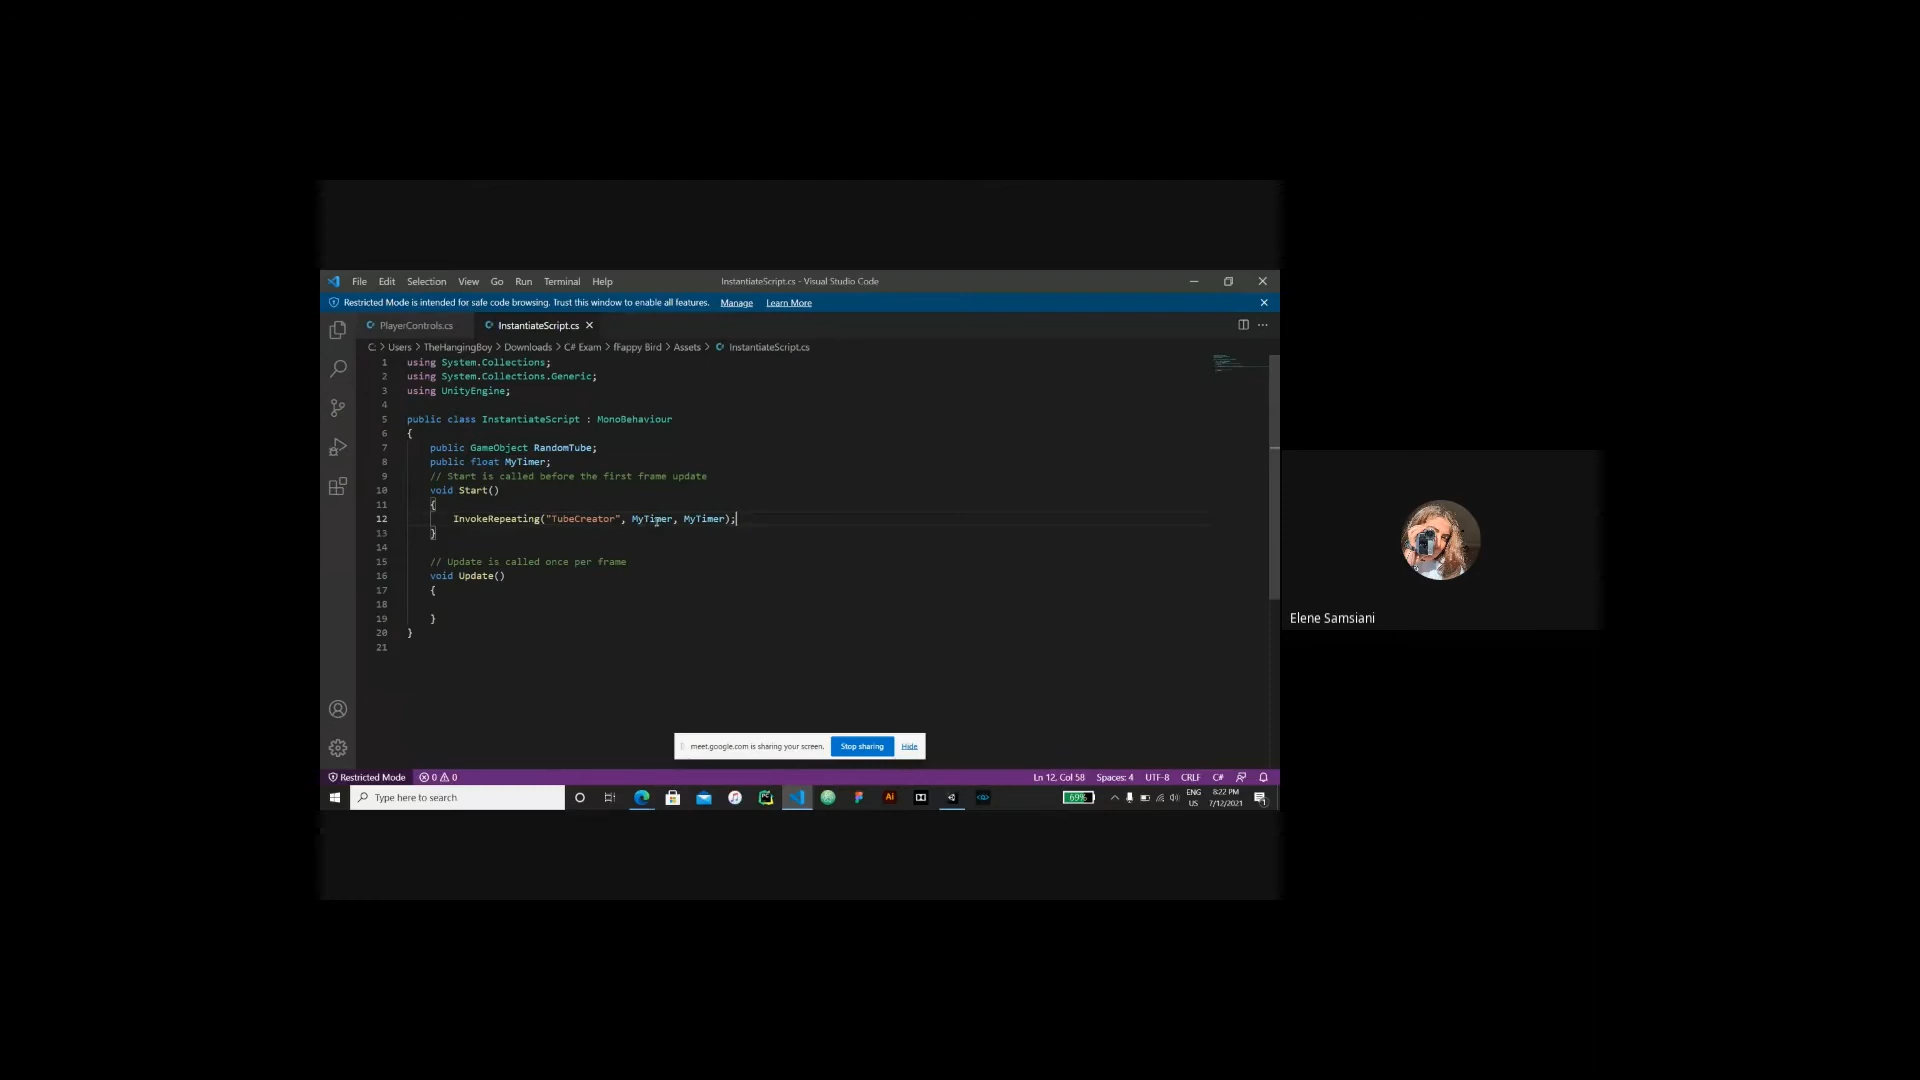 File Edit Selection View Go Run Terminal Help InstantiateScript.cs - Visual Studio Code
Restricted Mode is intended for safe code browsing. Trust this window to enable all features. Manage Learn More
PlayerControls.cs InstantiateScript.cs
C: > Users > TheHangingBoy > Downloads > C# Exam > fFappy Bird > Assets > InstantiateScript.cs
1 using System.Collections;
2 using System.Collections.Generic;
3 using UnityEngine;
4
5 public class InstantiateScript : MonoBehaviour
6 {
7 public GameObject RandomTube;
8 public float MyTimer;
9 // Start is called before the first frame update
10 void Start()
11 {
12 InvokeRepeating("TubeCreator", MyTimer, MyTimer);
13 }
14
15 // Update is called once per frame
16 void Update()
17 {
18
19 }
20 }
21
Elene Samsiani
meet.google.com is sharing your screen. Stop sharing Hide
Restricted Mode 0 0 Ln 12, Col 58 Spaces: 4 UTF-8 CRLF C#
Type here to search Ai 69% ENG US 8:22 PM 7/12/2021